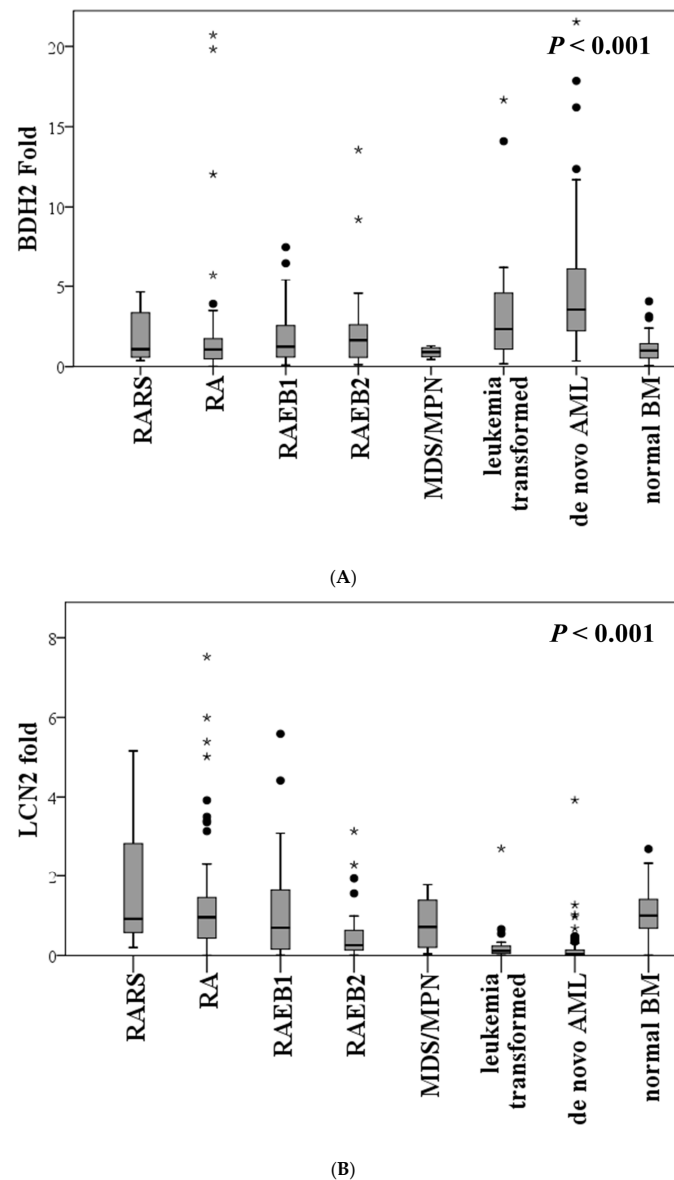 P < 0.001
BDH2 Fold
20
15
10
5
0
RARS
RA
RAEB1
RAEB2
MDS/MPN
leukemia
transformed
de novo AML
normal BM
(A)
P < 0.001
LCN2 fold
8
6
4
2
0
RARS
RA
RAEB1
RAEB2
MDS/MPN
leukemia
transformed
de novo AML
normal BM
(B)